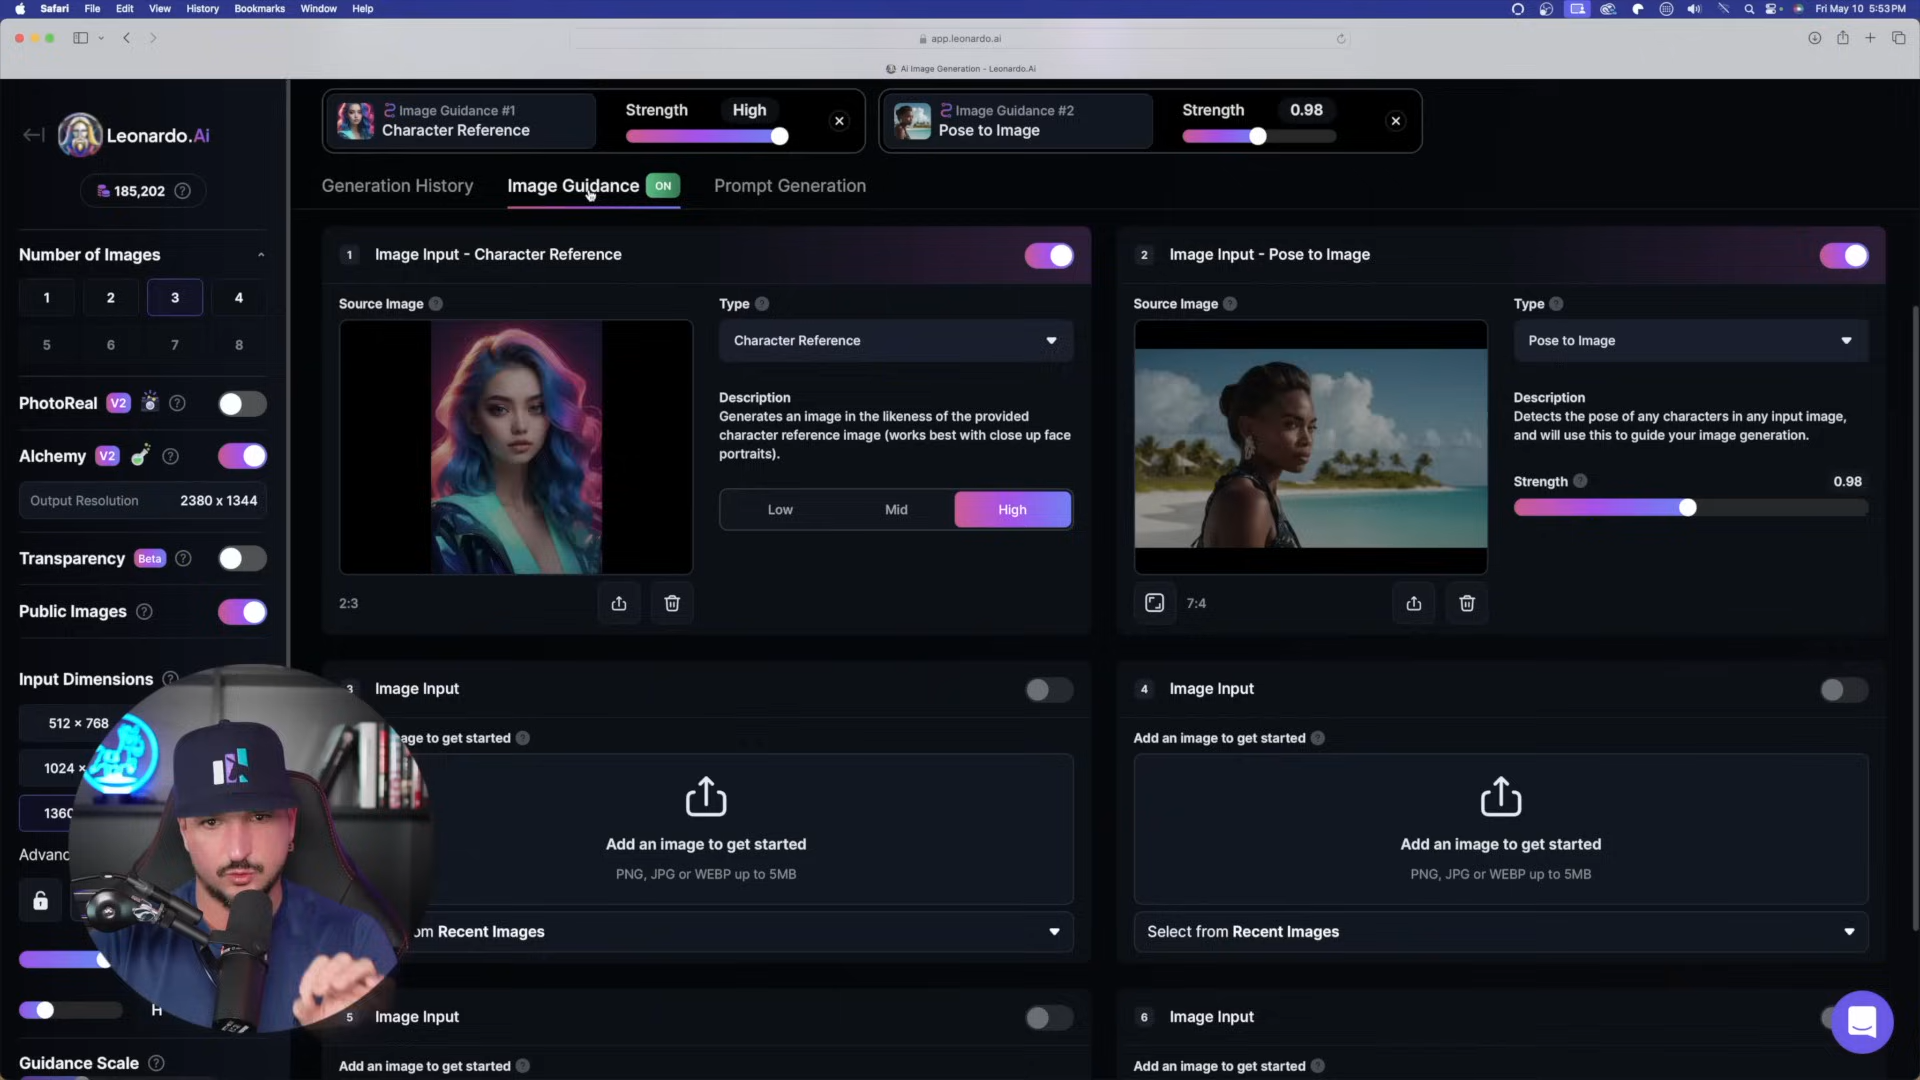 Safari File Edit View History Bookmarks Window Help
Fri May 10 5:53 PM
app.leonardo.ai
Ai Image Generation - Leonardo.Ai
Leonardo.Ai
185,202
Number of Images
1 2 3 4
5 6 7 8
PhotoReal V2
Alchemy V2
Output Resolution 2380 x 1344
Transparency Beta
Public Images
Input Dimensions
512 × 768
1024 ×
1360
Advanc
H
Guidance Scale
Image Guidance #1
Character Reference
Strength High
Image Guidance #2
Pose to Image
Strength 0.98
Generation History Image Guidance ON Prompt Generation
1 Image Input - Character Reference
Source Image
2:3
Type
Character Reference
Description
Generates an image in the likeness of the provided
character reference image (works best with close up face
portraits).
Low Mid High
2 Image Input - Pose to Image
Source Image
7:4
Type
Pose to Image
Description
Detects the pose of any characters in any input image,
and will use this to guide your image generation.
Strength 0.98
3 Image Input
age to get started
Add an image to get started
PNG, JPG or WEBP up to 5MB
om Recent Images
4 Image Input
Add an image to get started
Add an image to get started
PNG, JPG or WEBP up to 5MB
Select from Recent Images
5 Image Input
Add an image to get started
6 Image Input
Add an image to get started